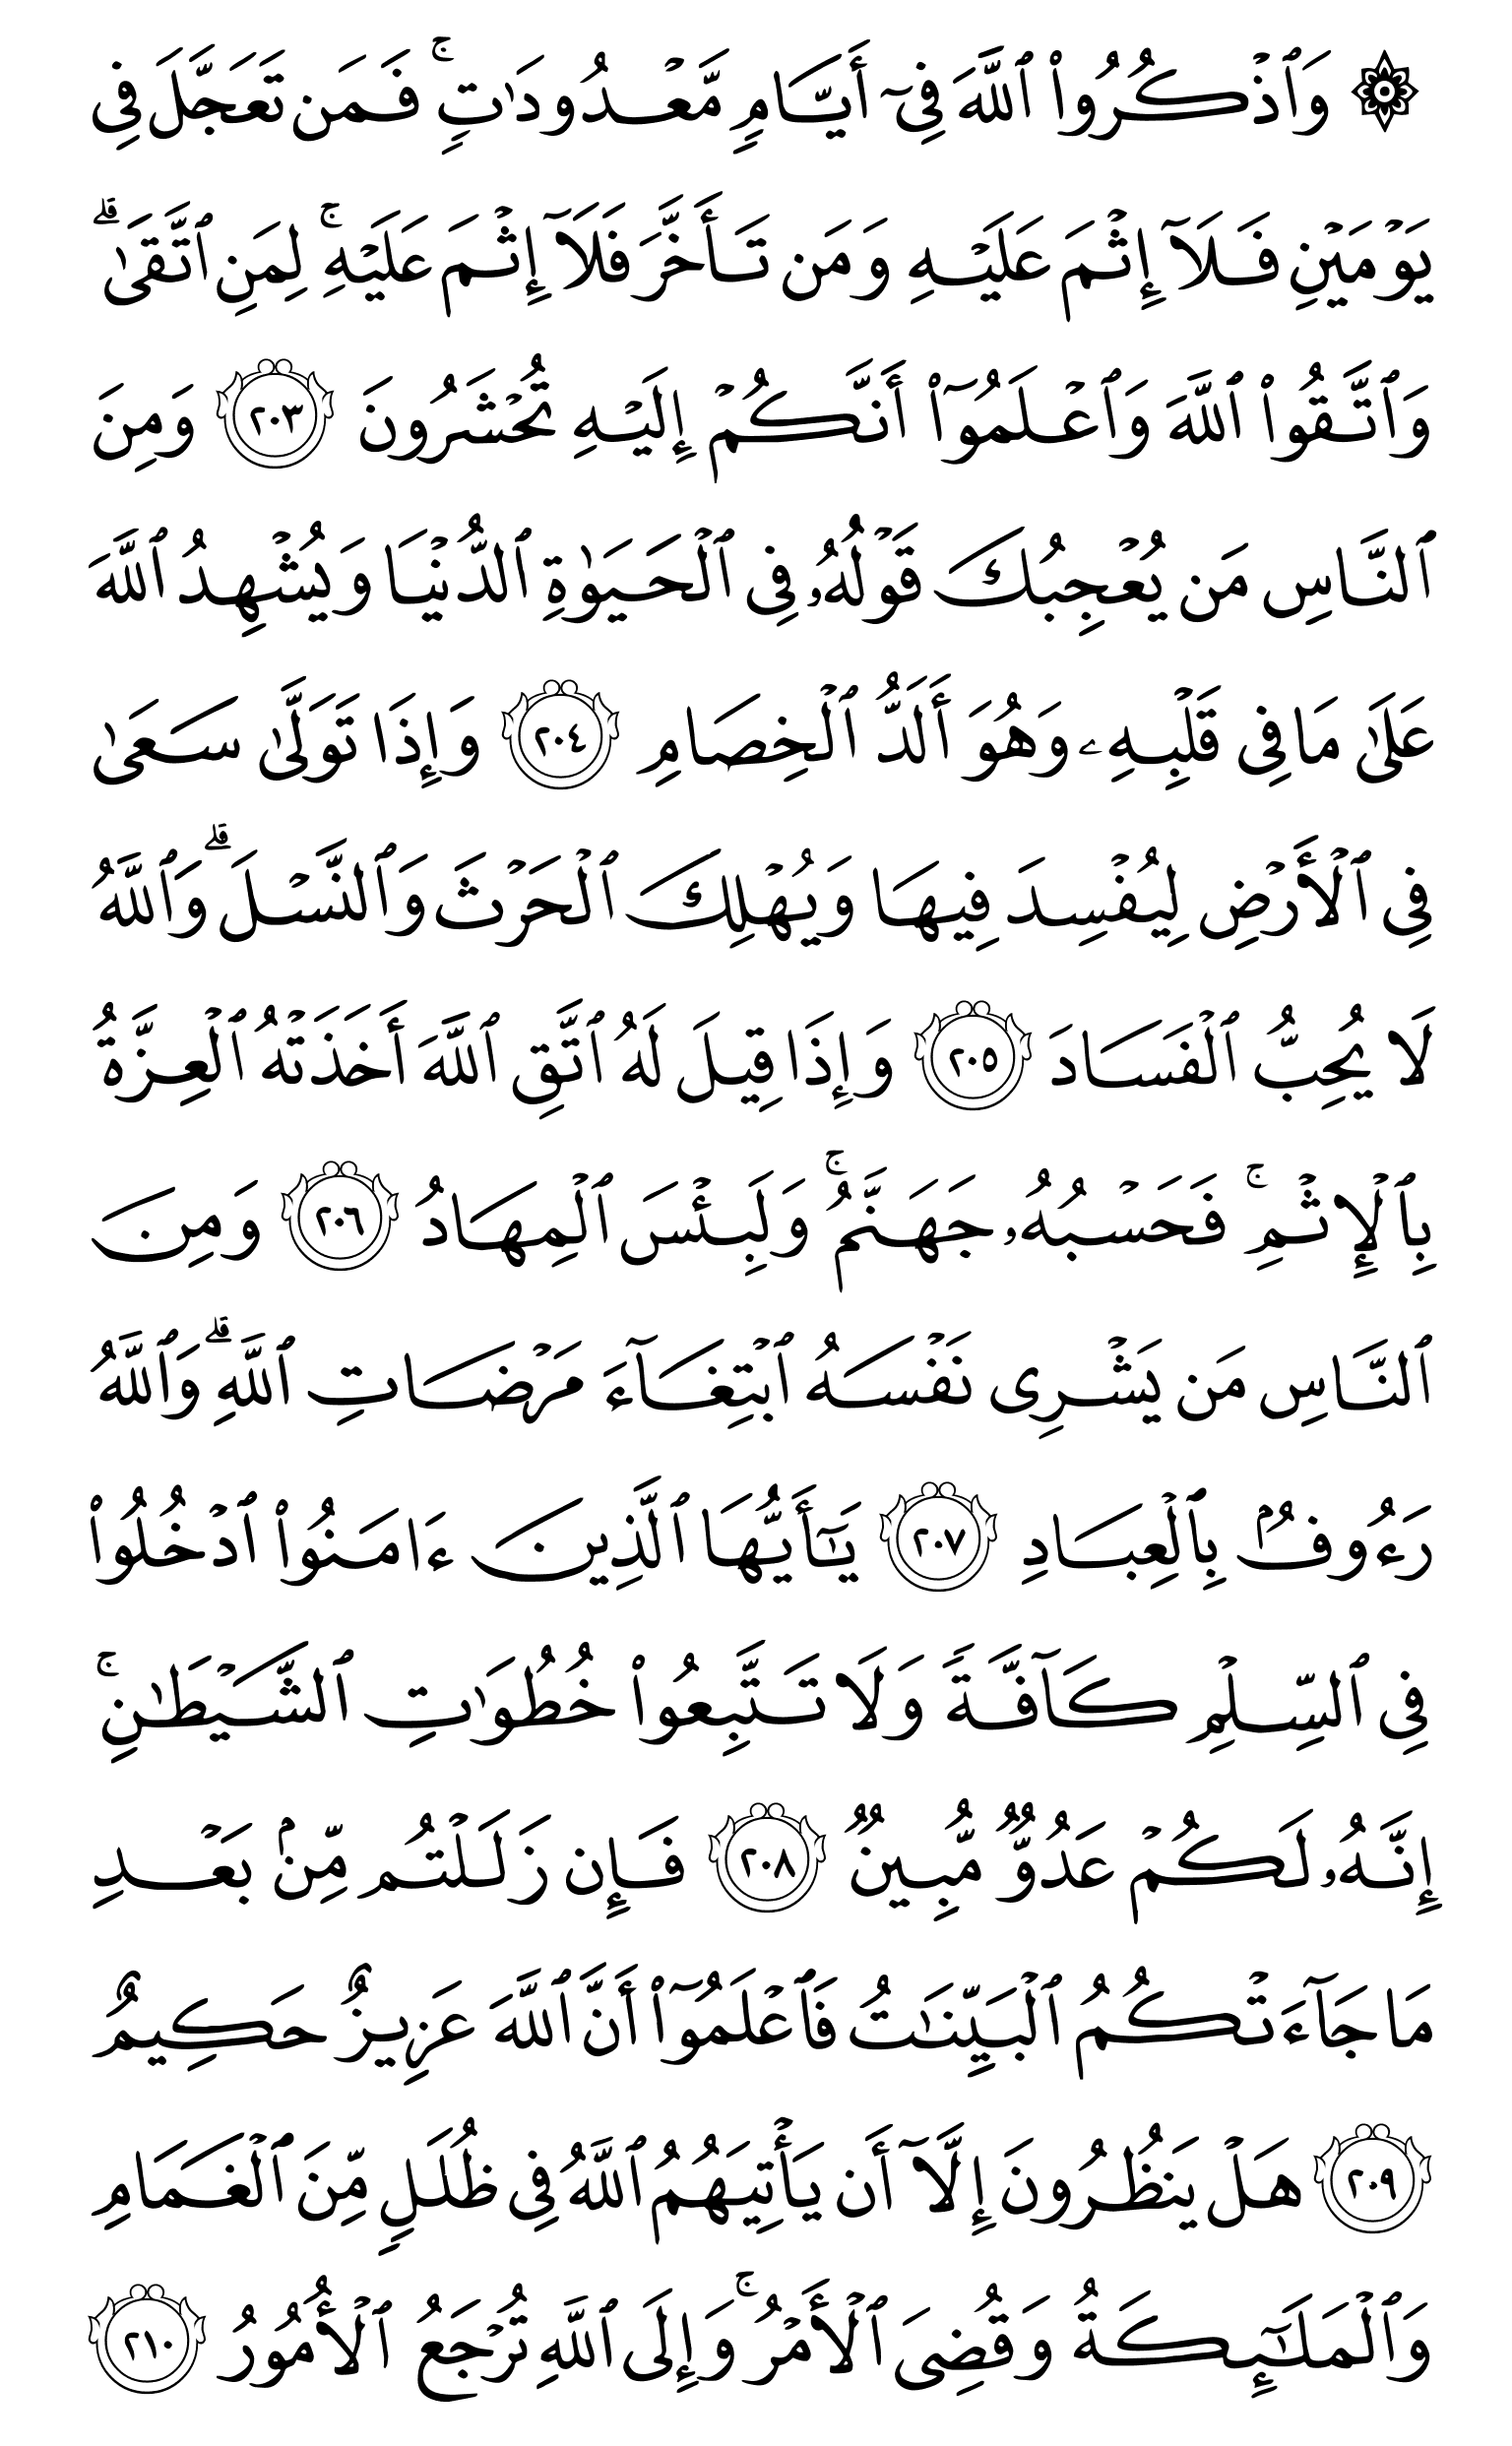 ۞ وَٱذۡكُرُواْ ٱللَّهَ فِيٓ أَيَّامٖ مَّعۡدُودَٰتٖۚ فَمَن تَعَجَّلَ فِي
يَوۡمَيۡنِ فَلَآ إِثۡمَ عَلَيۡهِ وَمَن تَأَخَّرَ فَلَآ إِثۡمَ عَلَيۡهِۚ لِمَنِ ٱتَّقَىٰۗ
وَٱتَّقُواْ ٱللَّهَ وَٱعۡلَمُوٓاْ أَنَّكُمۡ إِلَيۡهِ تُحۡشَرُونَ ٢٠٣ وَمِنَ
ٱلنَّاسِ مَن يُعۡجِبُكَ قَوۡلُهُۥ فِي ٱلۡحَيَوٰةِ ٱلدُّنۡيَا وَيُشۡهِدُ ٱللَّهَ
عَلَىٰ مَا فِي قَلۡبِهِۦ وَهُوَ أَلَدُّ ٱلۡخِصَامِ ٢٠٤ وَإِذَا تَوَلَّىٰ سَعَىٰ
فِي ٱلۡأَرۡضِ لِيُفۡسِدَ فِيهَا وَيُهۡلِكَ ٱلۡحَرۡثَ وَٱلنَّسۡلَۗ وَٱللَّهُ
لَا يُحِبُّ ٱلۡفَسَادَ ٢٠٥ وَإِذَا قِيلَ لَهُ ٱتَّقِ ٱللَّهَ أَخَذَتۡهُ ٱلۡعِزَّةُ
بِٱلۡإِثۡمِۚ فَحَسۡبُهُۥ جَهَنَّمُۚ وَلَبِئۡسَ ٱلۡمِهَادُ ٢٠٦ وَمِنَ
ٱلنَّاسِ مَن يَشۡرِي نَفۡسَهُ ٱبۡتِغَآءَ مَرۡضَاتِ ٱللَّهِۗ وَٱللَّهُ
رَءُوفُۢ بِٱلۡعِبَادِ ٢٠٧ يَٰٓأَيُّهَا ٱلَّذِينَ ءَامَنُواْ ٱدۡخُلُواْ
فِي ٱلسِّلۡمِ كَآفَّةٗ وَلَا تَتَّبِعُواْ خُطُوَٰتِ ٱلشَّيۡطَٰنِۚ
إِنَّهُۥ لَكُمۡ عَدُوّٞ مُّبِينٞ ٢٠٨ فَإِن زَلَلۡتُم مِّنۢ بَعۡدِ
مَا جَآءَتۡكُمُ ٱلۡبَيِّنَٰتُ فَٱعۡلَمُوٓاْ أَنَّ ٱللَّهَ عَزِيزٌ حَكِيمٌ
٢٠٩ هَلۡ يَنظُرُونَ إِلَّآ أَن يَأۡتِيَهُمُ ٱللَّهُ فِي ظُلَلٖ مِّنَ ٱلۡغَمَامِ
وَٱلۡمَلَٰٓئِكَةُ وَقُضِيَ ٱلۡأَمۡرُۚ وَإِلَى ٱللَّهِ تُرۡجَعُ ٱلۡأُمُورُ ٢١٠